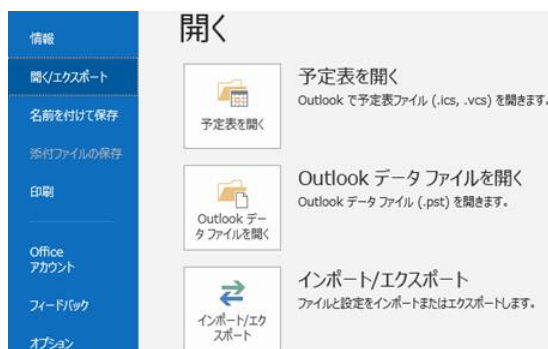 情報
開く/エクスポート
名前を付けて保存
添付ファイルの保存
印刷
Office
アカウント
フィードバック
オプション
開く
予定表を開く
予定表を開く
Outlook で予定表ファイル (.ics, .vcs) を開きます。
Outlook デー
タ ファイルを開く
Outlook データ ファイルを開く
Outlook データ ファイル (.pst) を開きます。
インポート/エク
スポート
インポート/エクスポート
ファイルと設定をインポートまたはエクスポートします。